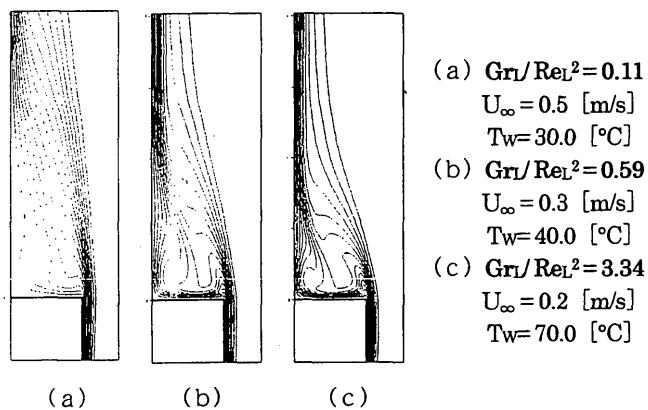 (a) GrL/ReL²=0.11
U∞=0.5 [m/s]
Tw=30.0 [°C]
(b) GrL/ReL²=0.59
U∞=0.3 [m/s]
Tw=40.0 [°C]
(c) GrL/ReL²=3.34
U∞=0.2 [m/s]
Tw=70.0 [°C]
(a) (b) (c)